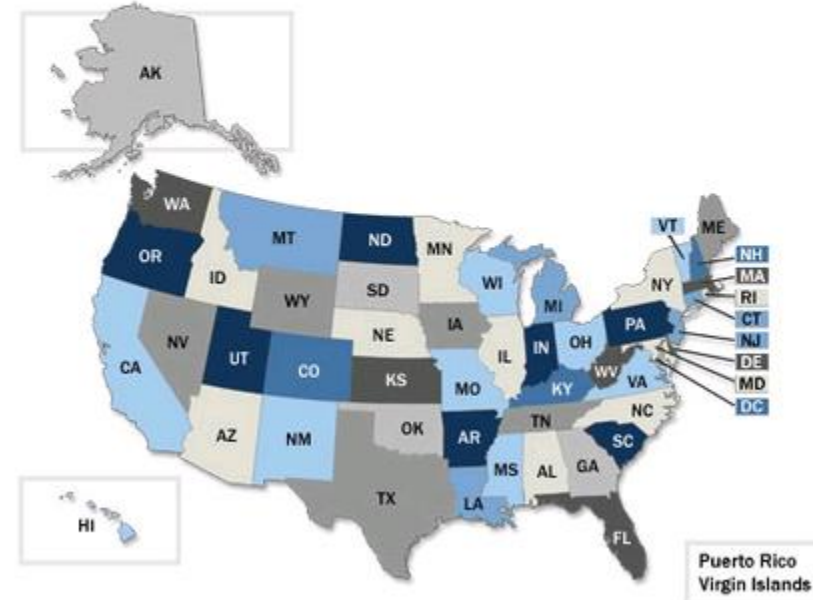 AK
WA
VT
ME
MT
ND
MN
OR
NH
ID
MA
WI
NY
SD
RI
WY
MI
CT
PA
IA
NJ
NE
NV
IN
OH
IL
DE
UT
WV
CA
CO
MD
VA
KS
MO
KY
DC
NC
TN
OK
AZ
NM
AR
SC
MS
AL
GA
TX
LA
HI
FL
Puerto Rico
Virgin Islands